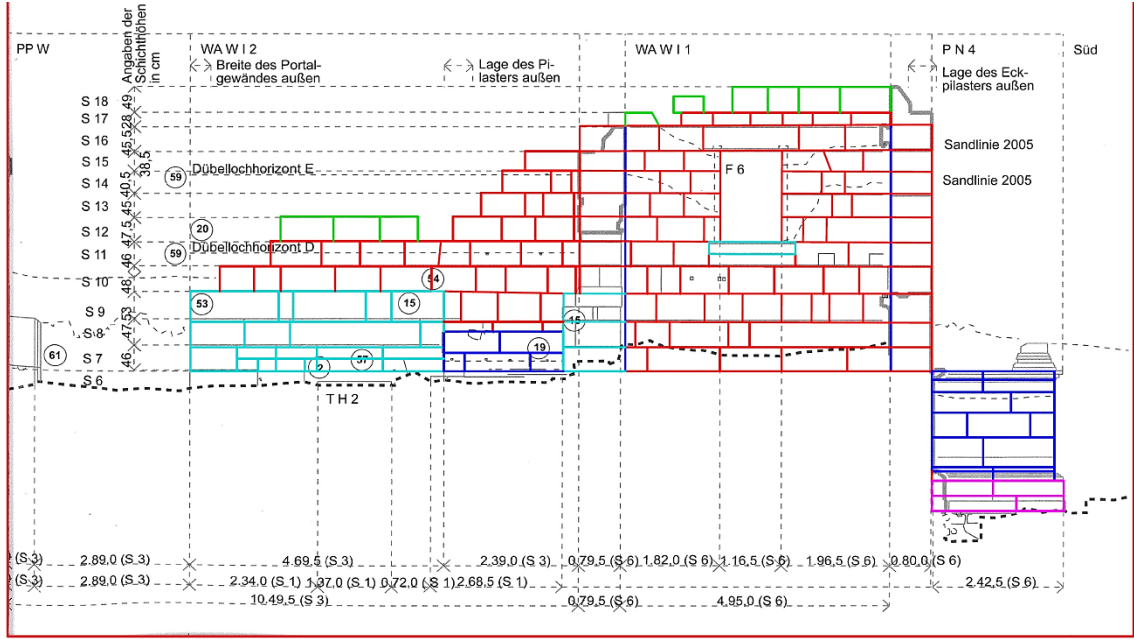 PP W
Angaben der
Schichthöhen
in cm
WA W I 2
Breite des Portal-
gewändes außen
Lage des Pi-
lasters außen
WA W I 1
P N 4
Süd
Lage des Eck-
pilasters außen
S 18
49
S 17
28
S 16
45,5
Sandlinie 2005
S 15
38,5
F 6
59
Dübellochhorizont E
S 14
40,5
Sandlinie 2005
S 13
45
S 12
47,5
20
59
Dübellochhorizont D
S 11
46
S 10
48
54
53
15
S 9
53
15
S 8
47,5
19
61
S 7
46
57
2
S 6
T H 2
(S 3)
2.89,0 (S 3)
4.69,5 (S 3)
2.39,0 (S 3)
0.79,5 (S 6)
1.82,0 (S 6)
1.16,5 (S 6)
1.96,5 (S 6)
0.80,0 (S 6)
(S 3)
2.89,0 (S 3)
2.34,0 (S 1)
1.37,0 (S 1)
0.72,0 (S 1)
2.68,5 (S 1)
2.42,5 (S 6)
10.49,5 (S 3)
0.79,5 (S 6)
4.95,0 (S 6)